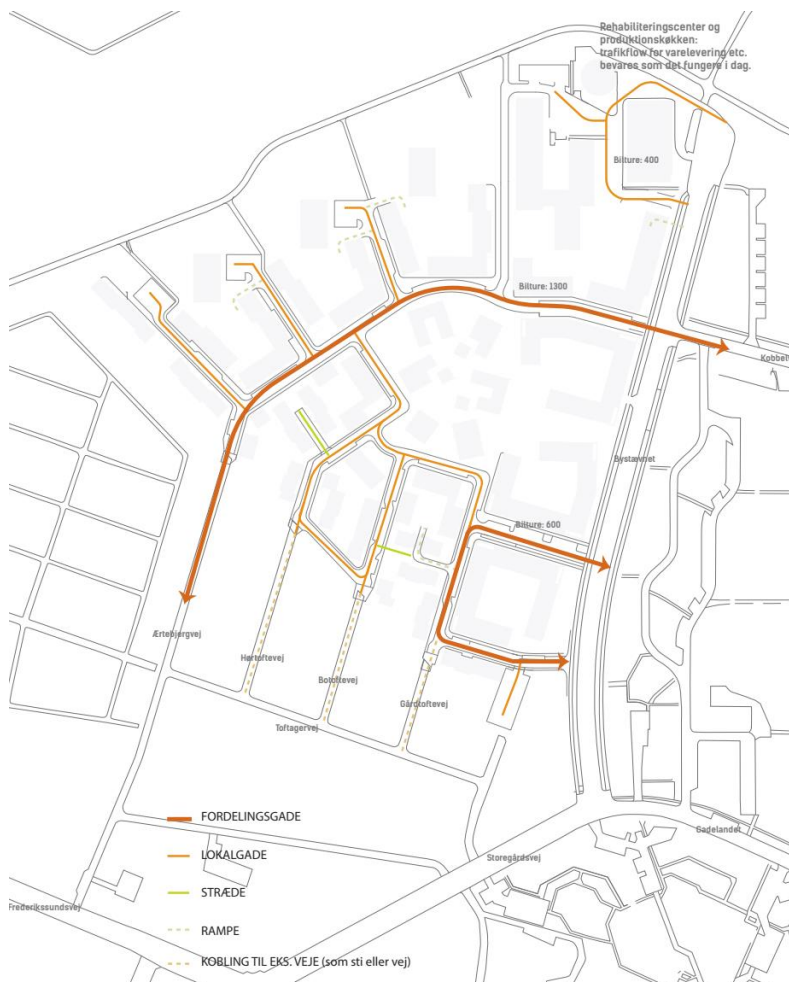 Rehabiliteringscenter og
produktionskøkken:
trafikflow for varelevering etc.
bevares som det fungere i dag.
Bilture: 400
Bilture: 1300
Bystævnet
Bilture: 600
Ærtebjergvej
Hørtoftevej
Botoftevej
Gårdtoftevej
Toftagervej
FORDELINGSGADE
Gadelandet
LOKALGADE
Storegårdsvej
STRÆDE
Frederikssundsvej
RAMPE
KOBLING TIL EKS. VEJE (som sti eller vej)